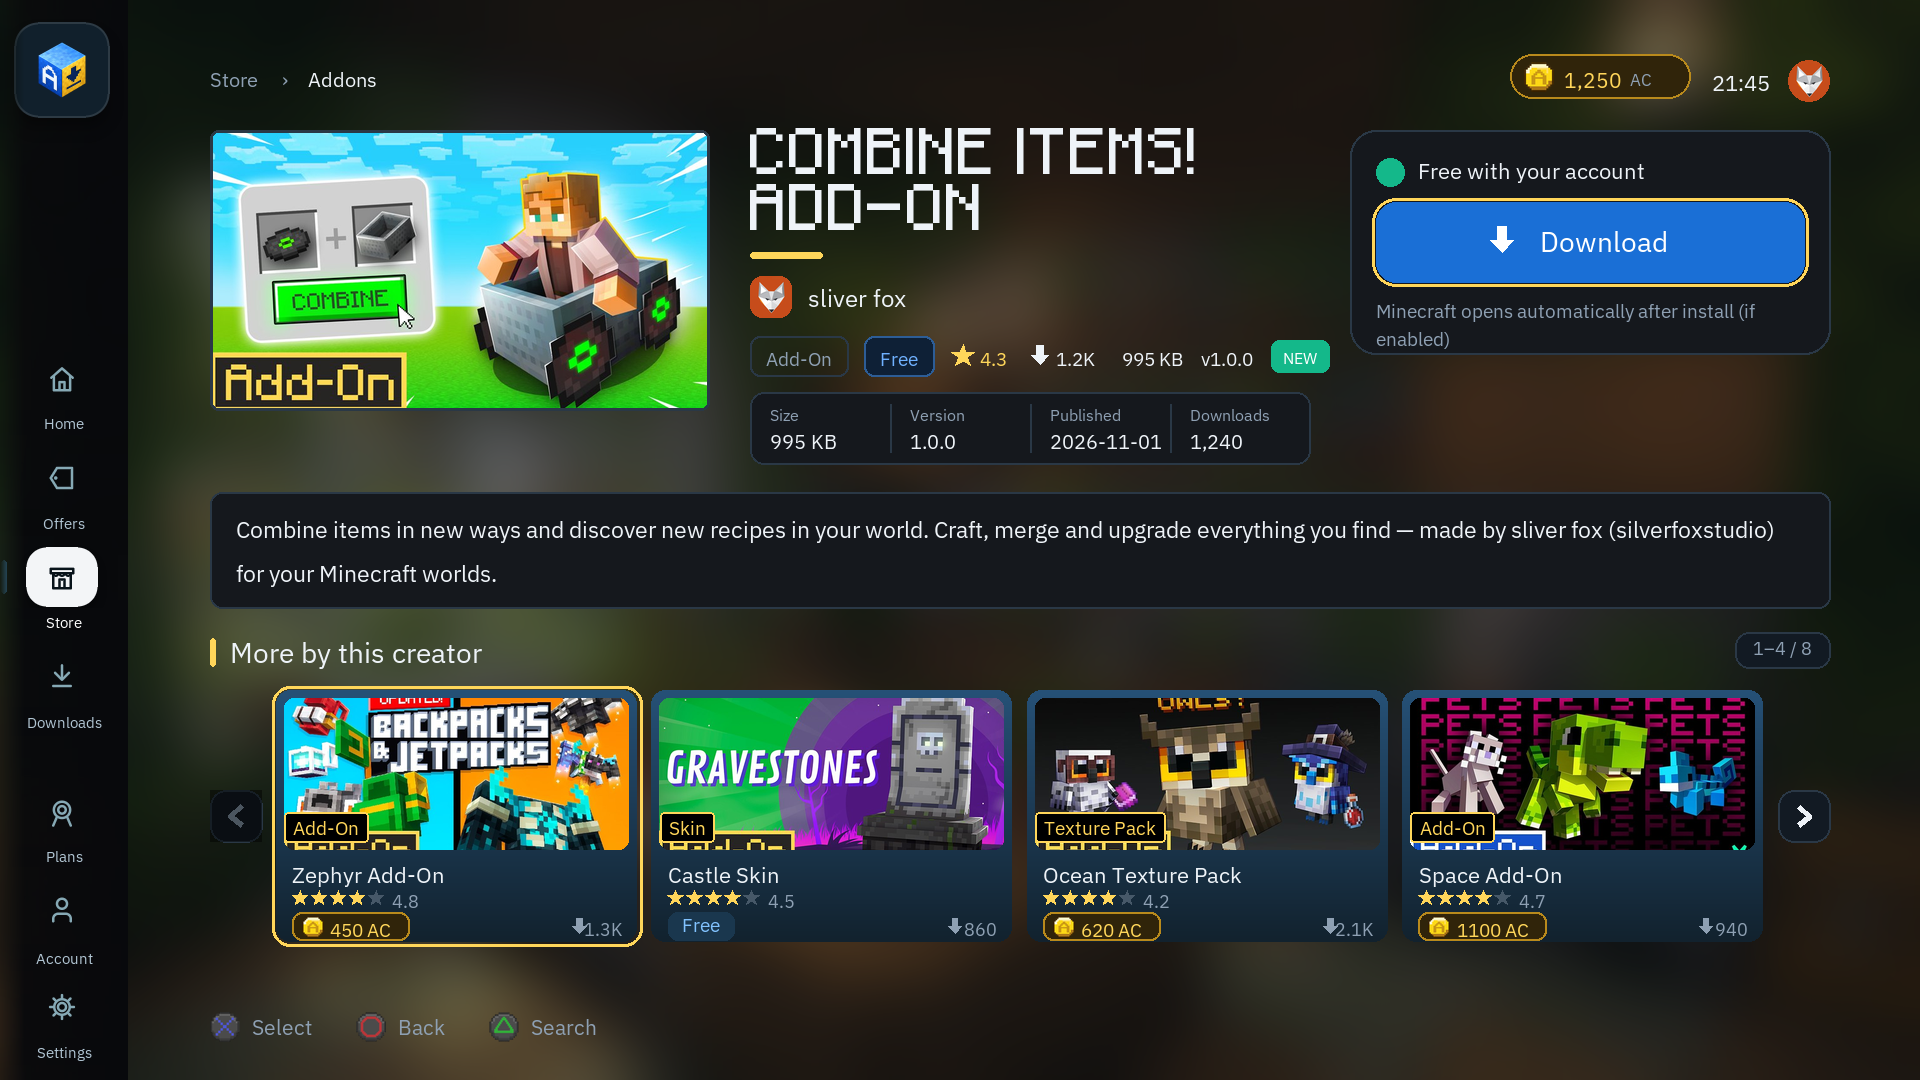 Store › Addons
1,250 AC
21:45
COMBINE ITEMS!
ADD-ON
COMBINE
Add-On
sliver fox
Add-On Free 4.3 1.2K 995 KB v1.0.0 NEW
Size Version Published Downloads
995 KB 1.0.0 2026-11-01 1,240
Free with your account
Download
Minecraft opens automatically after install (if
enabled)
Combine items in new ways and discover new recipes in your world. Craft, merge and upgrade everything you find — made by sliver fox (silverfoxstudio)
for your Minecraft worlds.
More by this creator
1–4 / 8
UPDATED!
BACKPACKS
& JETPACKS
Add-On
Zephyr Add-On
4.8
450 AC 1.3K
GRAVESTONES
Skin
Castle Skin
4.5
Free 860
OWLS!
Texture Pack
Ocean Texture Pack
4.2
620 AC 2.1K
PETS PETS PETS
Add-On
Space Add-On
4.7
1100 AC 940
Home
Offers
Store
Downloads
Plans
Account
Settings
Select Back Search